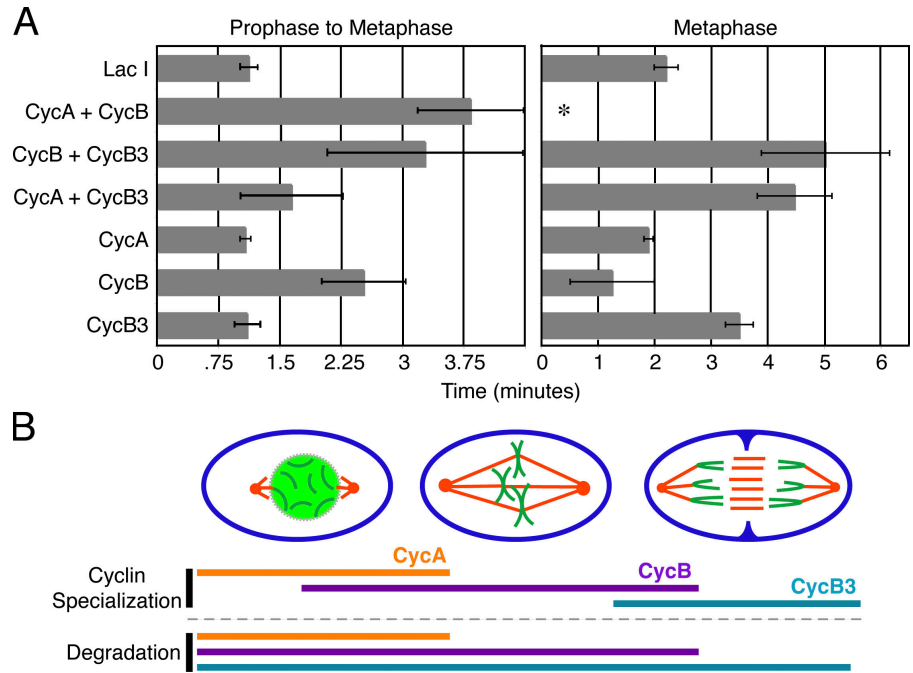 A
Prophase to Metaphase
Metaphase
Lac I
CycA + CycB
*
CycB + CycB3
CycA + CycB3
CycA
CycB
CycB3
0 .75 1.5 2.25 3 3.75
0 1 2 3 4 5 6
Time (minutes)
B
CycA
Cyclin
Specialization
CycB
CycB3
Degradation